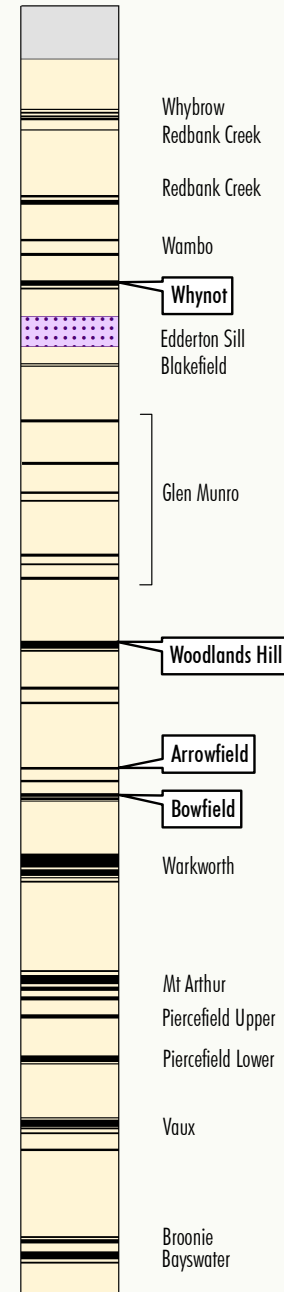 Whybrow
Redbank Creek
Redbank Creek
Wambo
Whynot
Edderton Sill
Blakefield
Glen Munro
Woodlands Hill
Arrowfield
Bowfield
Warkworth
Mt Arthur
Piercefield Upper
Piercefield Lower
Vaux
Broonie
Bayswater